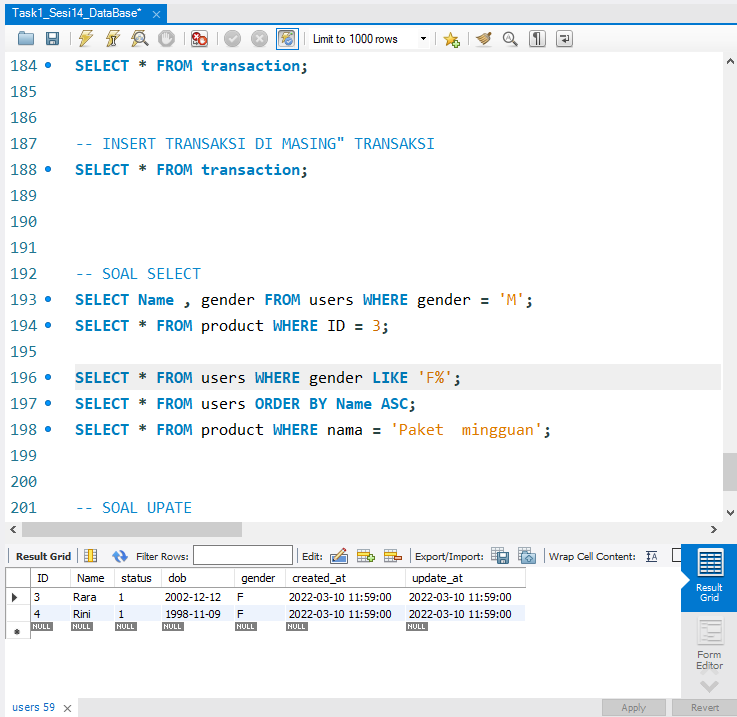 Task1_Sesi14_DataBase*
Limit to 1000 rows
184 SELECT * FROM transaction;
185
186
187 -- INSERT TRANSAKSI DI MASING" TRANSAKSI
188 SELECT * FROM transaction;
189
190
191
192 -- SOAL SELECT
193 SELECT Name , gender FROM users WHERE gender = 'M';
194 SELECT * FROM product WHERE ID = 3;
195
196 SELECT * FROM users WHERE gender LIKE 'F%';
197 SELECT * FROM users ORDER BY Name ASC;
198 SELECT * FROM product WHERE nama = 'Paket  mingguan';
199
200
201 -- SOAL UPATE
Result Grid Filter Rows: Edit: Export/Import: Wrap Cell Content:
ID Name status dob gender created_at update_at
3 Rara 1 2002-12-12 F 2022-03-10 11:59:00 2022-03-10 11:59:00
4 Rini 1 1998-11-09 F 2022-03-10 11:59:00 2022-03-10 11:59:00
NULL NULL NULL NULL NULL NULL NULL
Result
Grid
Form
Editor
users 59 Apply Revert